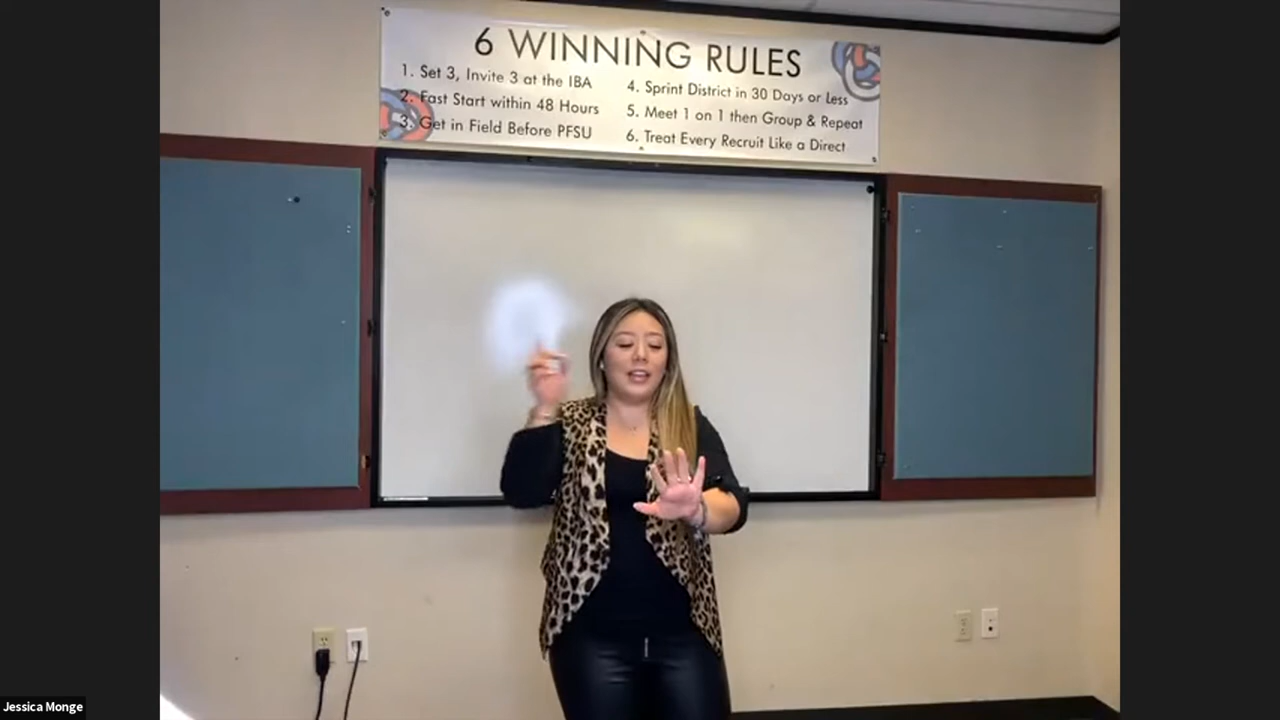 6 WINNING RULES
1. Set 3, Invite 3 at the IBA
2. Fast Start within 48 Hours
3. Get in Field Before PFSU
4. Sprint District in 30 Days or Less
5. Meet 1 on 1 then Group & Repeat
6. Treat Every Recruit Like a Direct
Jessica Monge